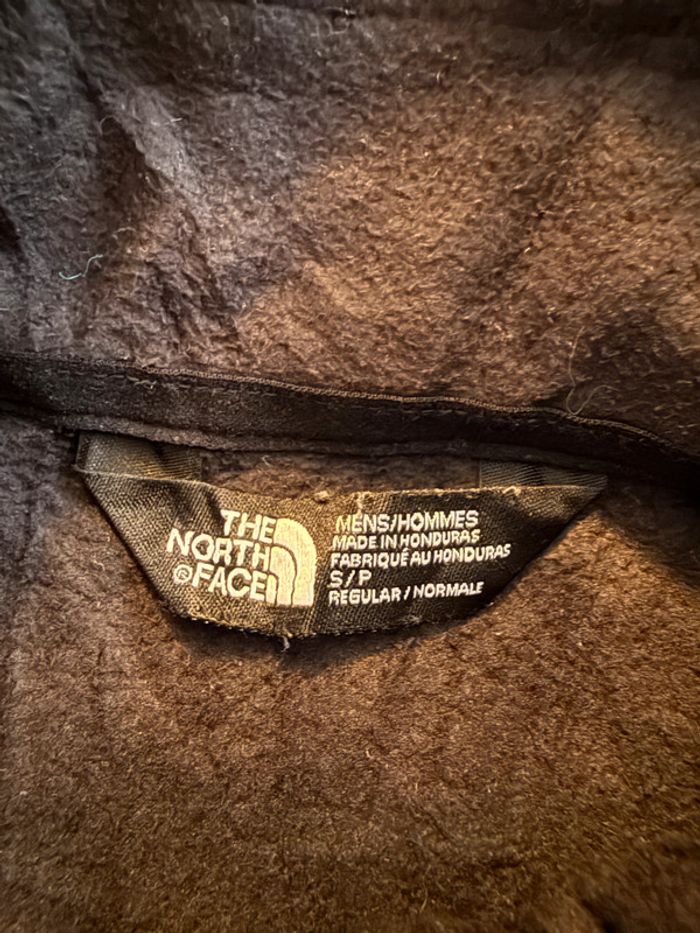 THE
NORTH
®FACE
MENS/HOMMES
MADE IN HONDURAS
FABRIQUÉ AU HONDURAS
S/P
REGULAR/NORMALE